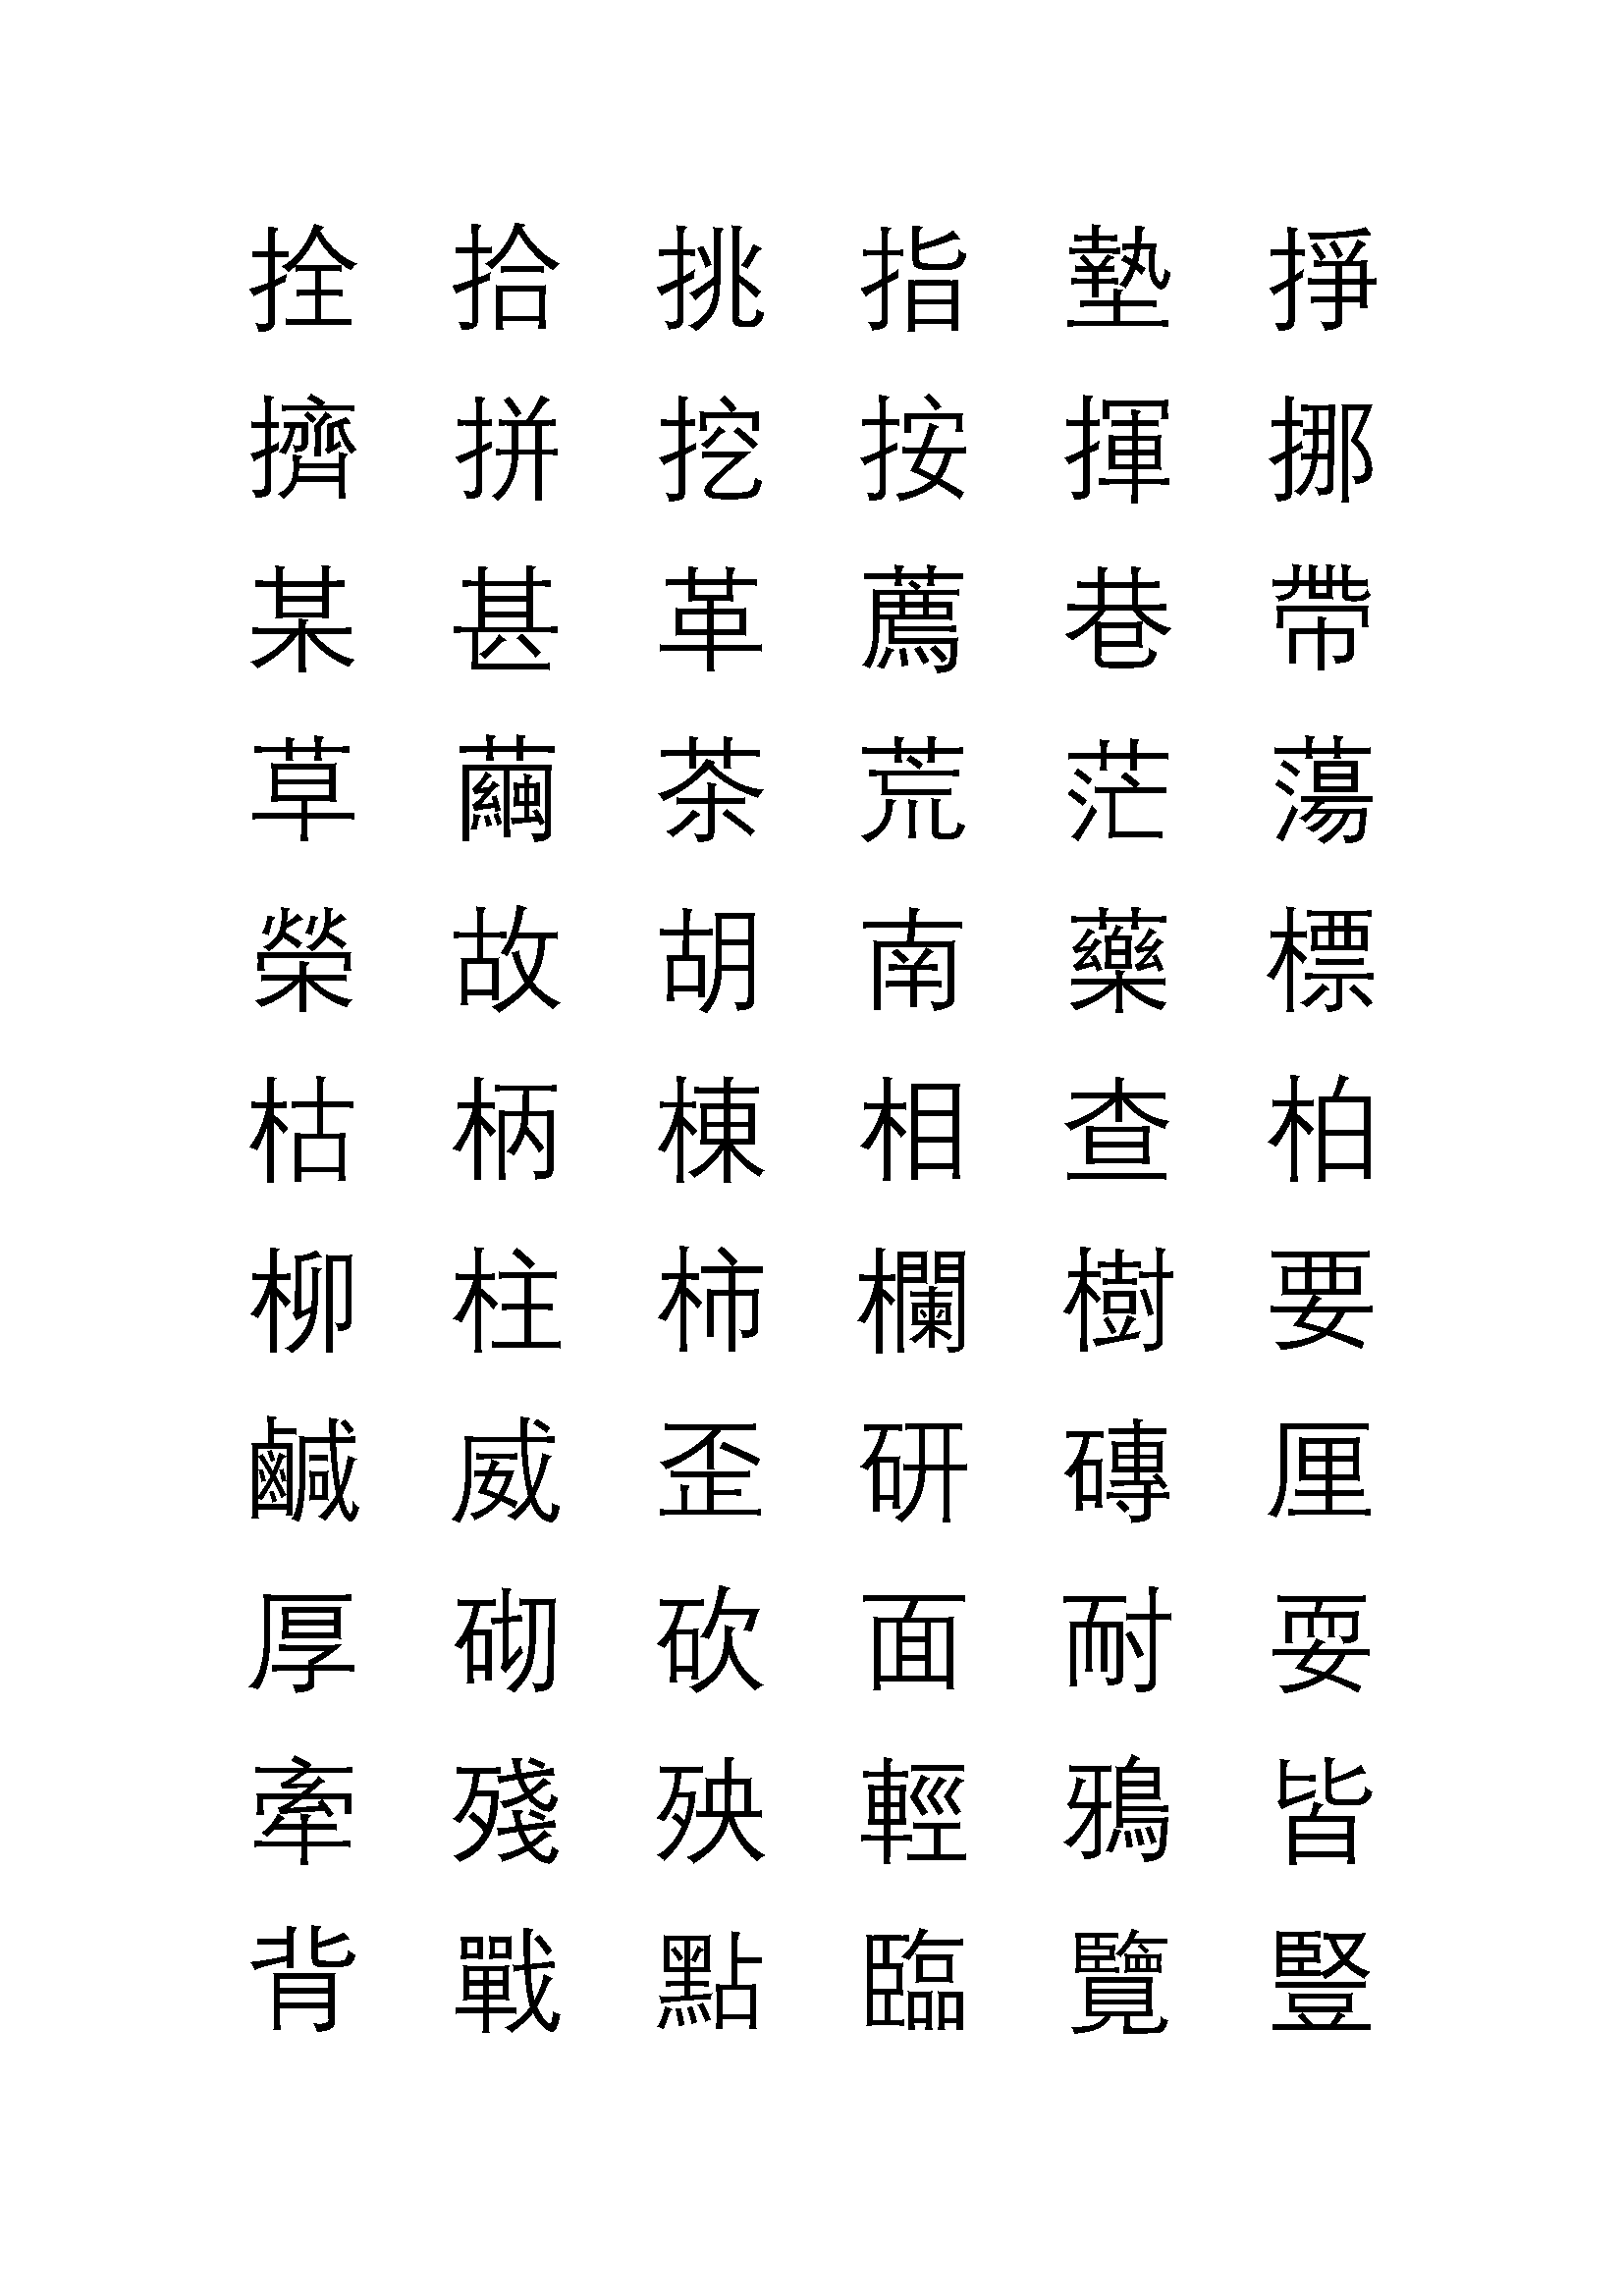 拴 拾 挑 指 墊 掙
擠 拼 挖 按 揮 挪
某 甚 革 薦 巷 帶
草 繭 茶 荒 茫 蕩
榮 故 胡 南 藥 標
枯 柄 棟 相 查 柏
柳 柱 柿 欄 樹 要
鹹 威 歪 研 磚 厘
厚 砌 砍 面 耐 耍
牽 殘 殃 輕 鴉 皆
背 戰 點 臨 覽 豎